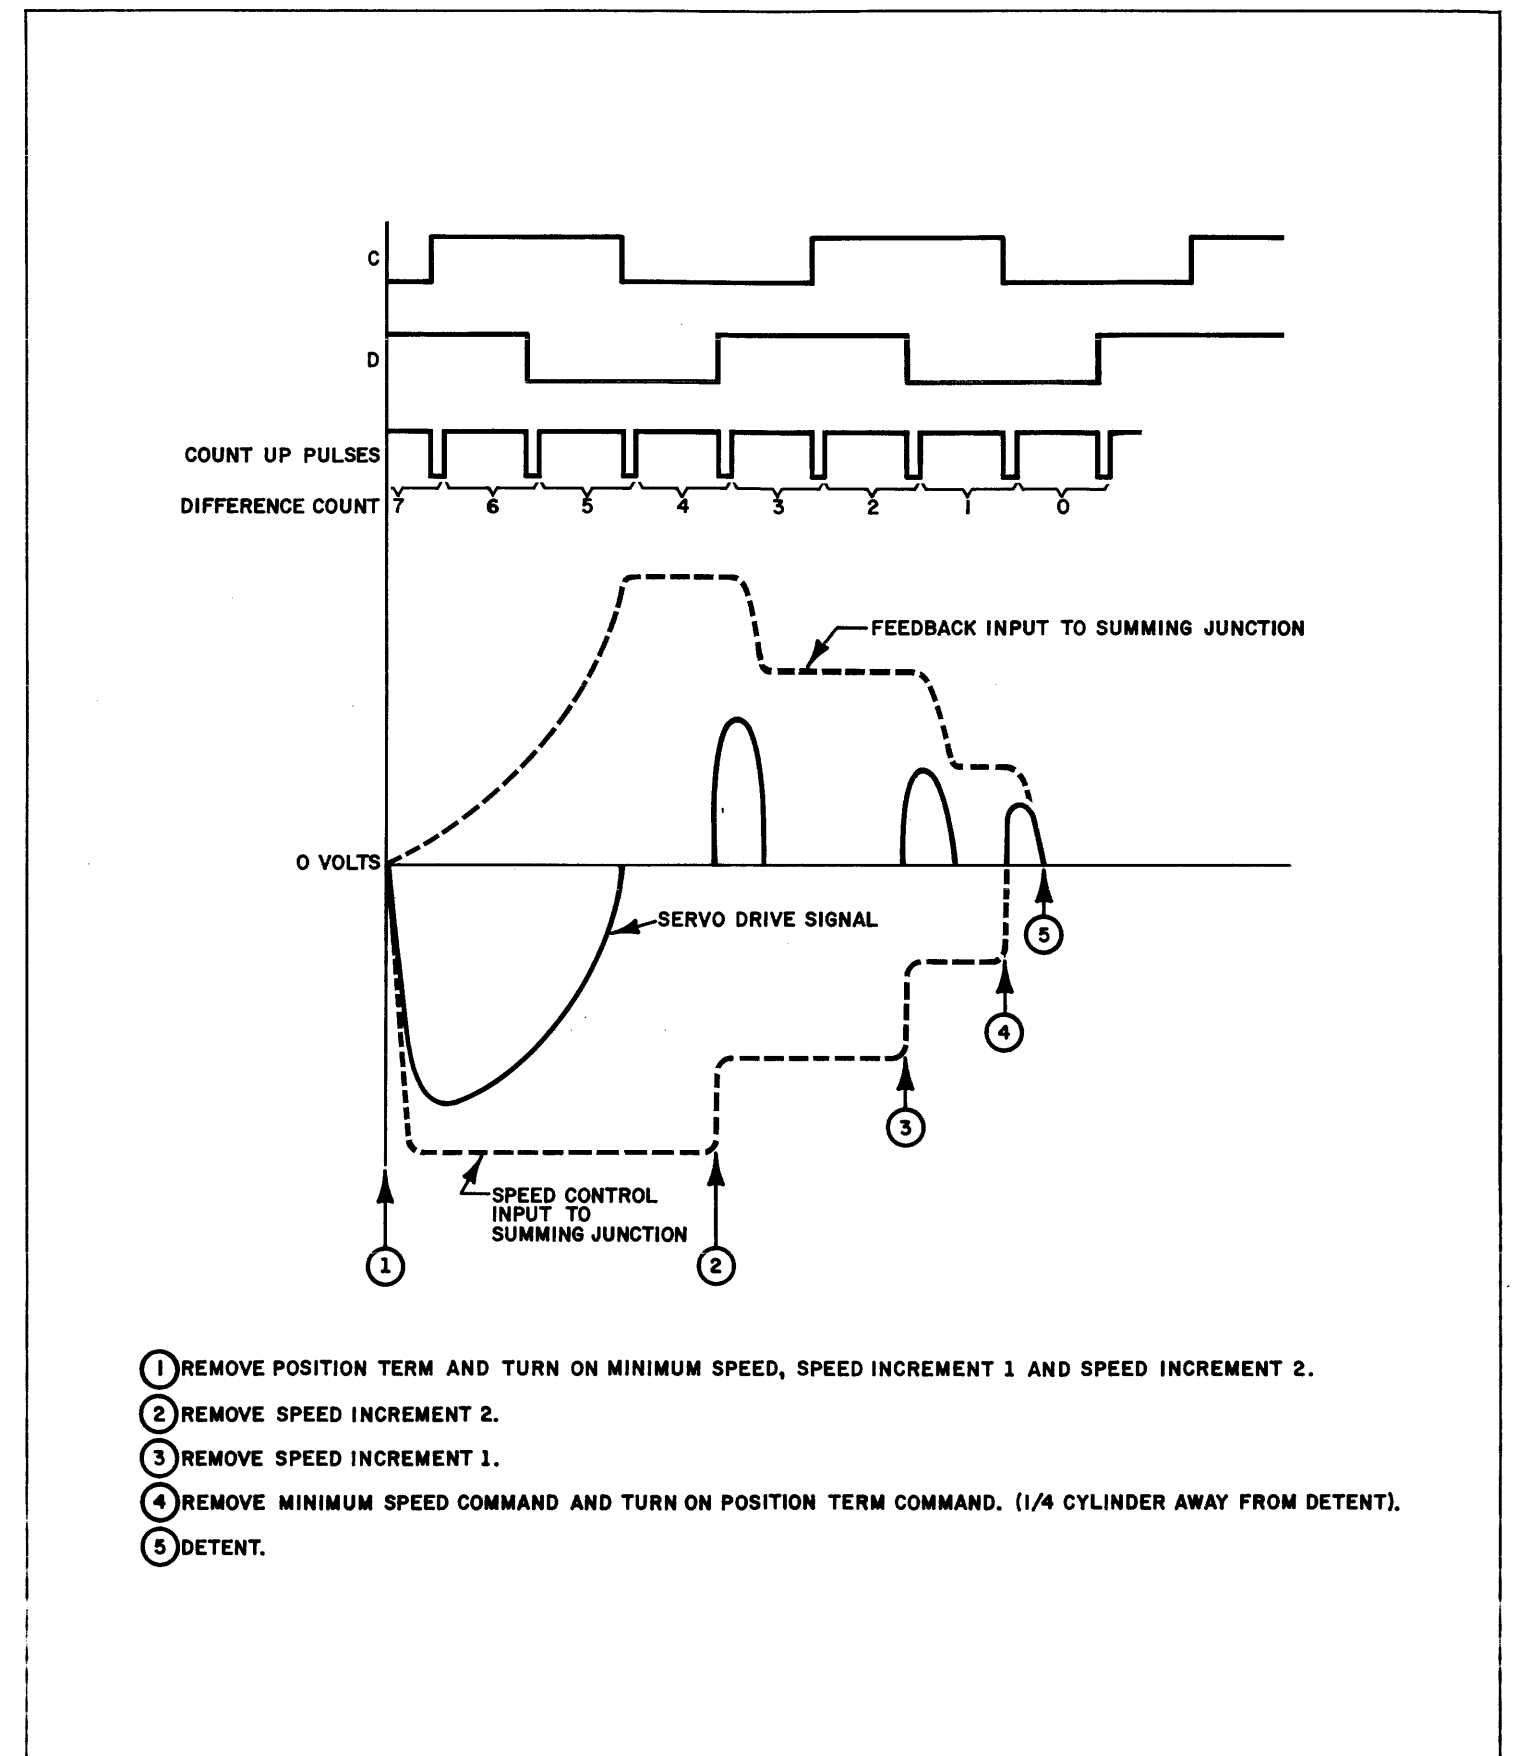 C
D
COUNT UP PULSES
DIFFERENCE COUNT 7 6 5 4 3 2 1 0
FEEDBACK INPUT TO SUMMING JUNCTION
0 VOLTS
SERVO DRIVE SIGNAL
5
4
3
SPEED CONTROL
INPUT TO
SUMMING JUNCTION
1 2
1 REMOVE POSITION TERM AND TURN ON MINIMUM SPEED, SPEED INCREMENT 1 AND SPEED INCREMENT 2.
2 REMOVE SPEED INCREMENT 2.
3 REMOVE SPEED INCREMENT 1.
4 REMOVE MINIMUM SPEED COMMAND AND TURN ON POSITION TERM COMMAND. (1/4 CYLINDER AWAY FROM DETENT).
5 DETENT.